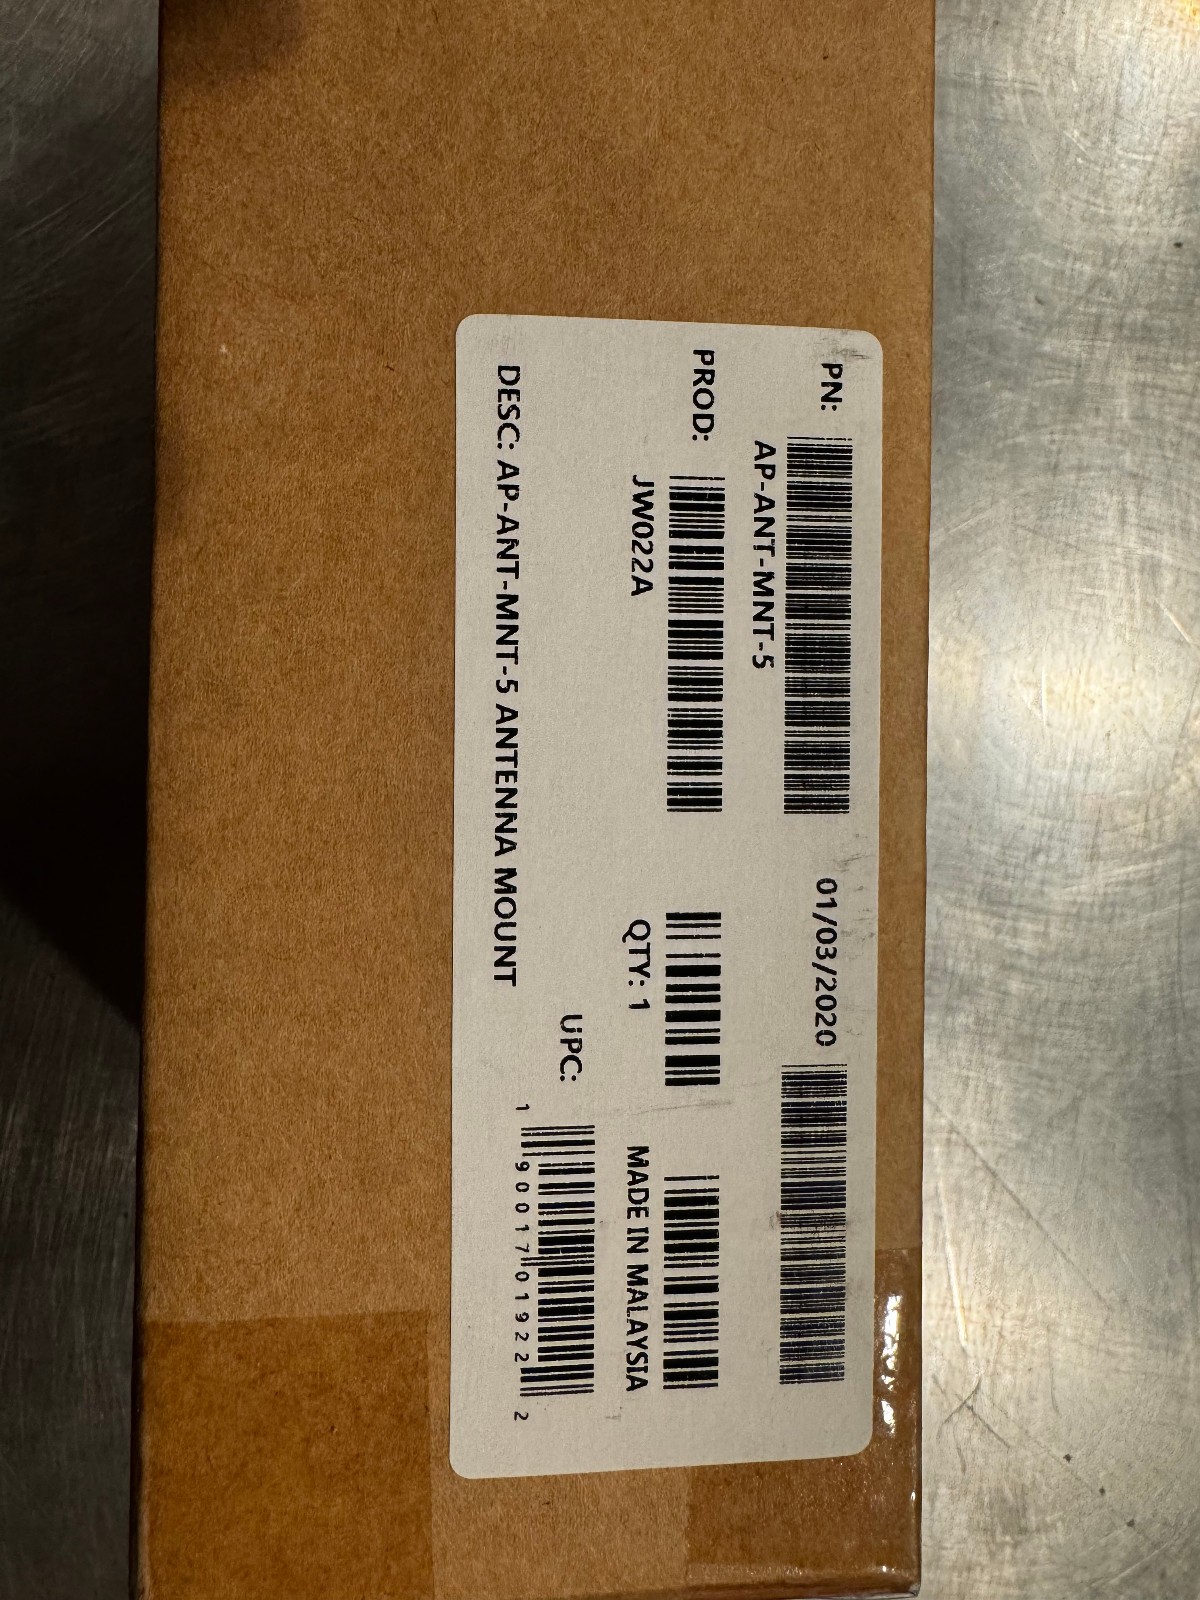 PN:
AP-ANT-MNT-5
01/03/2020
PROD:
JW022A
QTY: 1
MADE IN MALAYSIA
UPC:
1 90017 01922 2
DESC: AP-ANT-MNT-5 ANTENNA MOUNT